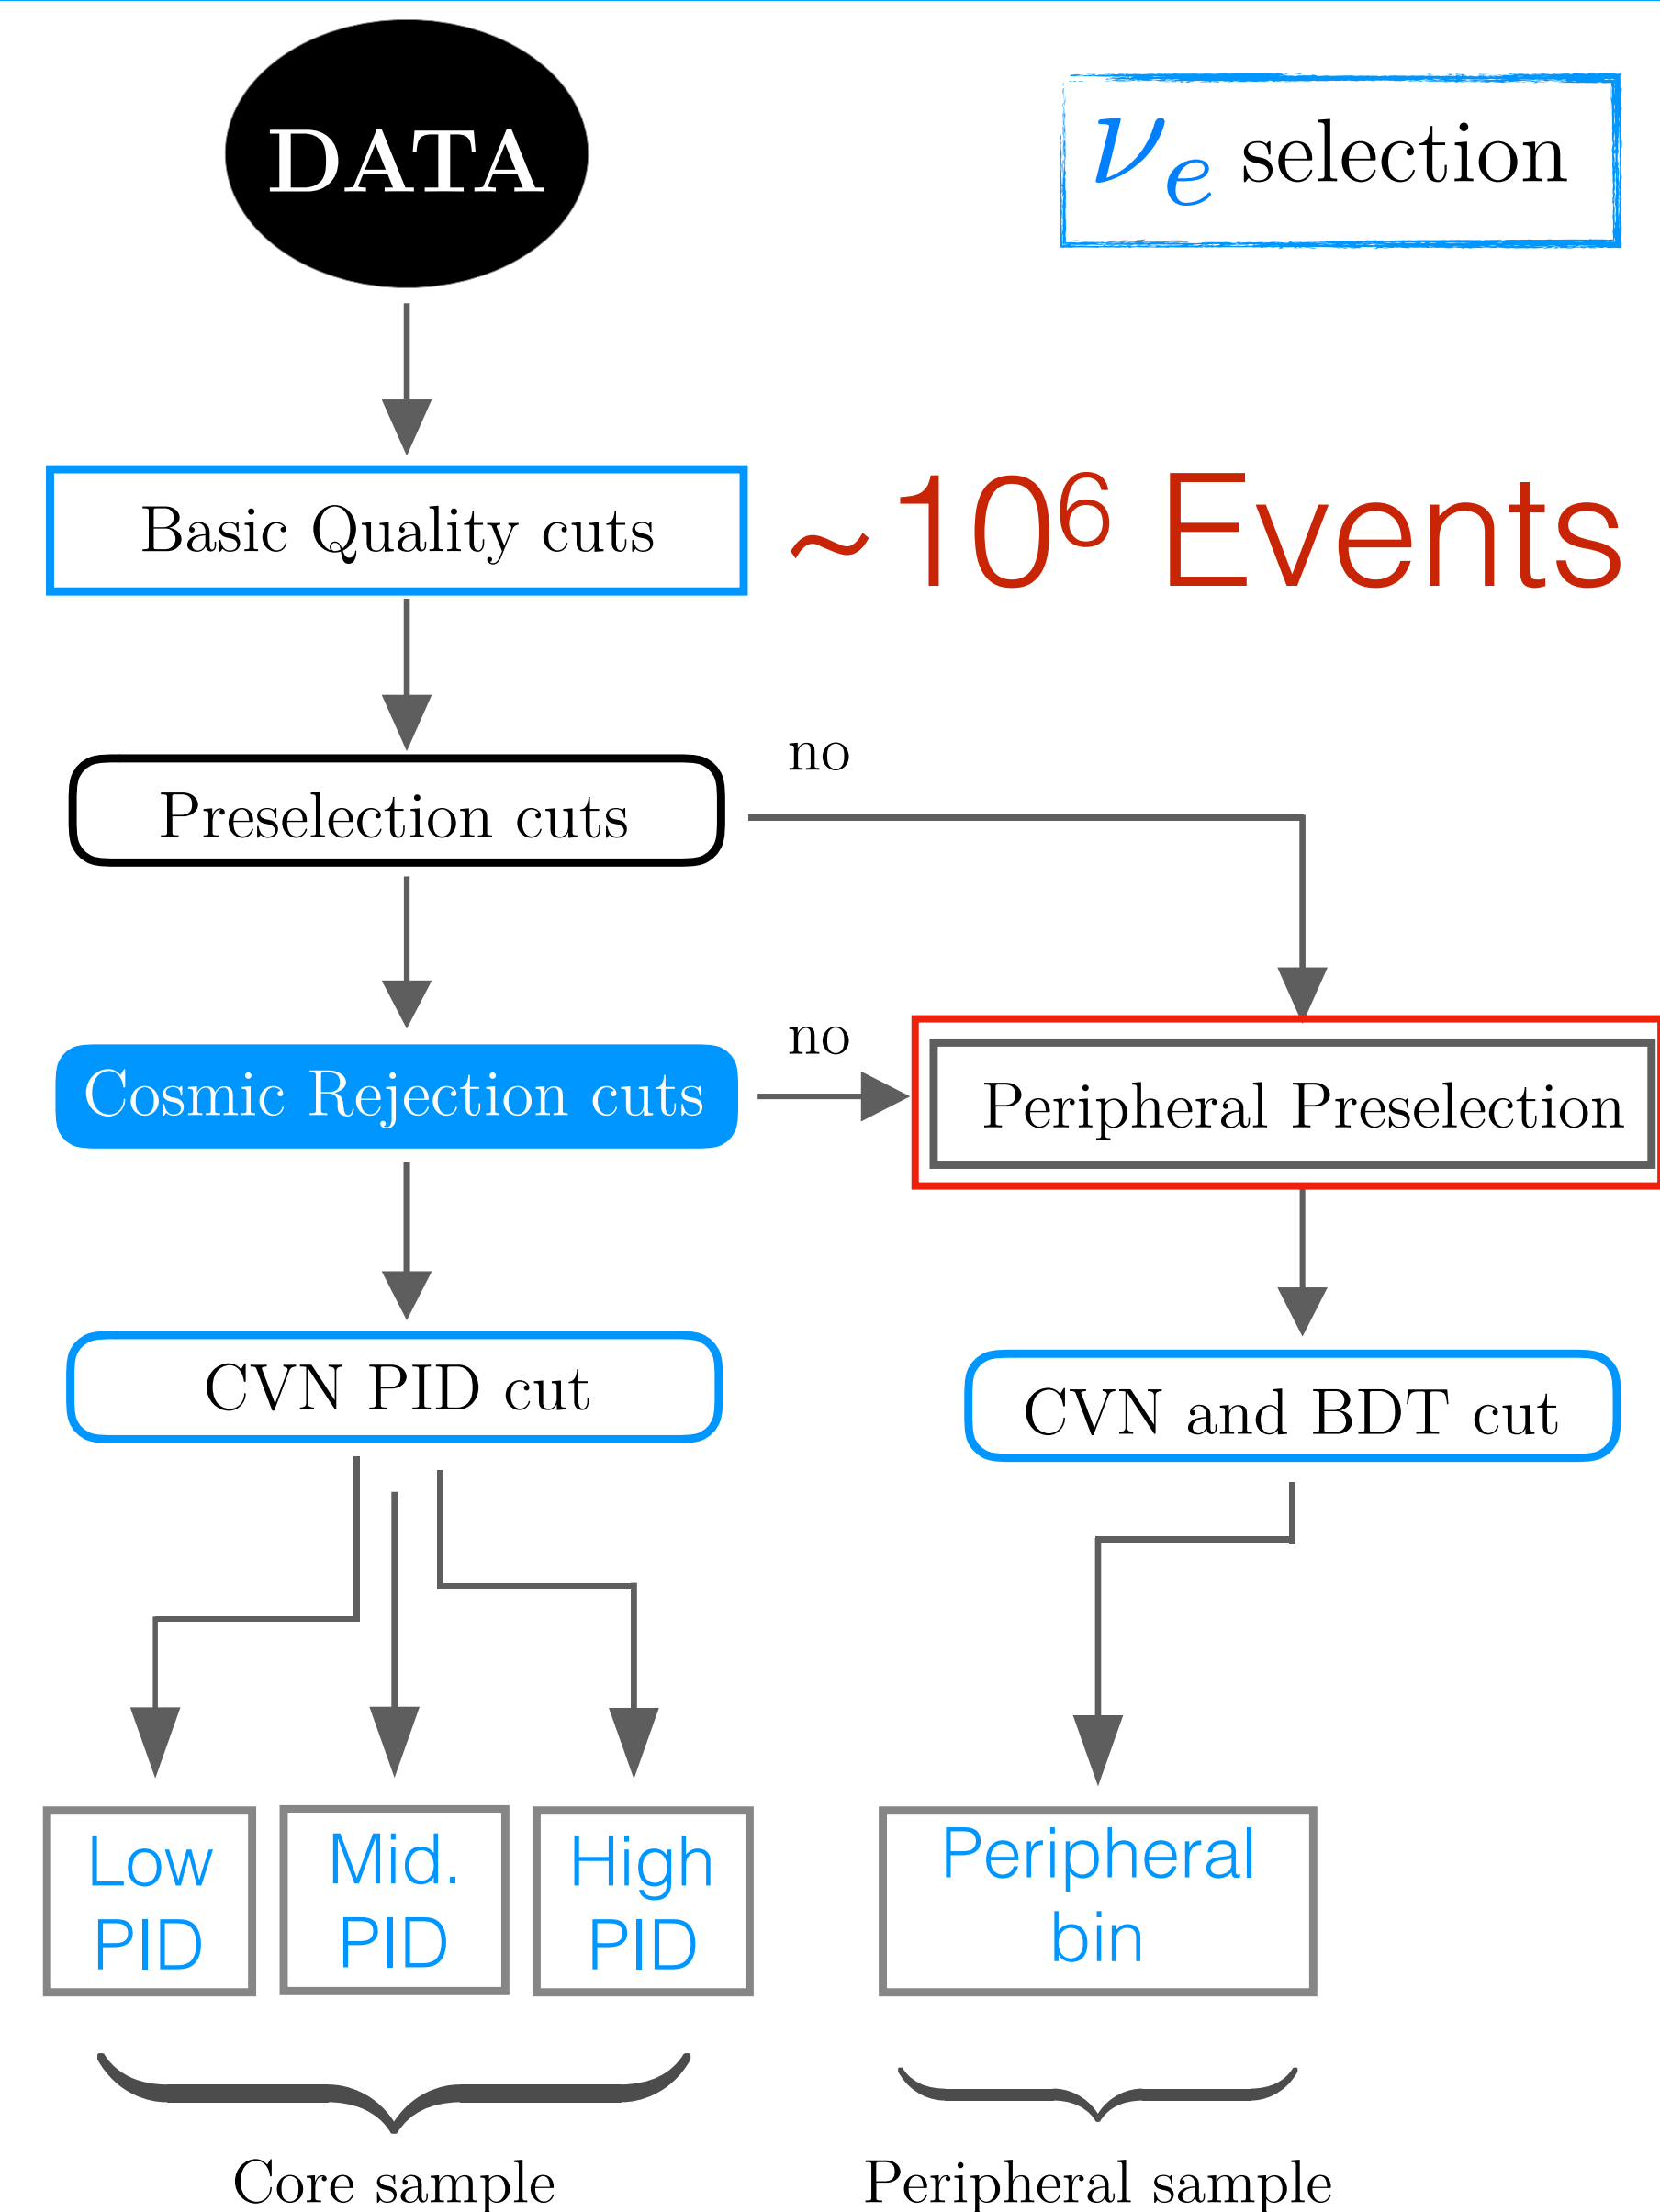 DATA
νₑ selection
Basic Quality cuts
~10⁶ Events
Preselection cuts
no
Cosmic Rejection cuts
no
Peripheral Preselection
CVN PID cut
CVN and BDT cut
Low
PID
Mid.
PID
High
PID
Peripheral
bin
Core sample
Peripheral sample